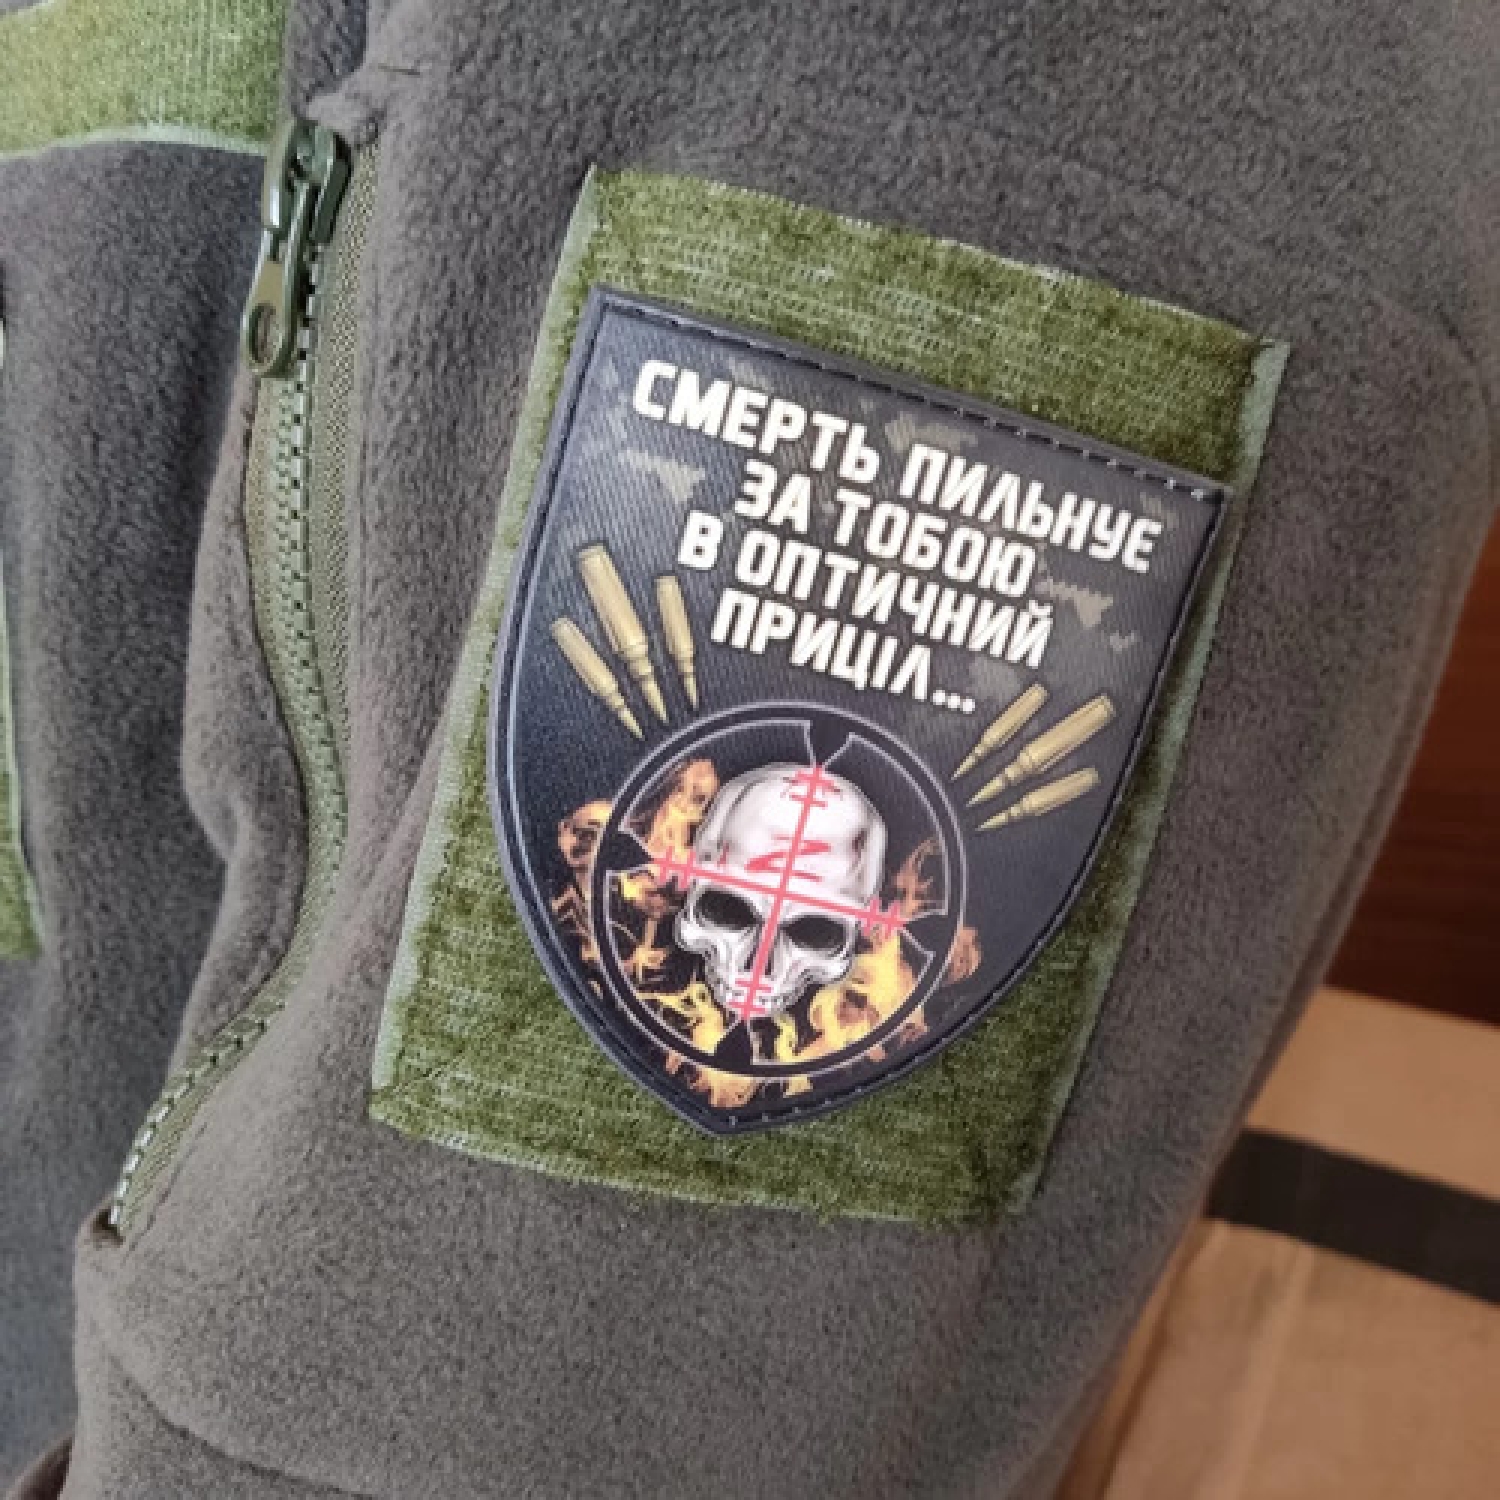 СМЕРТЬ ПИЛЬНУЄ
ЗА ТОБОЮ
В ОПТИЧНИЙ
ПРИЦІЛ...
Z